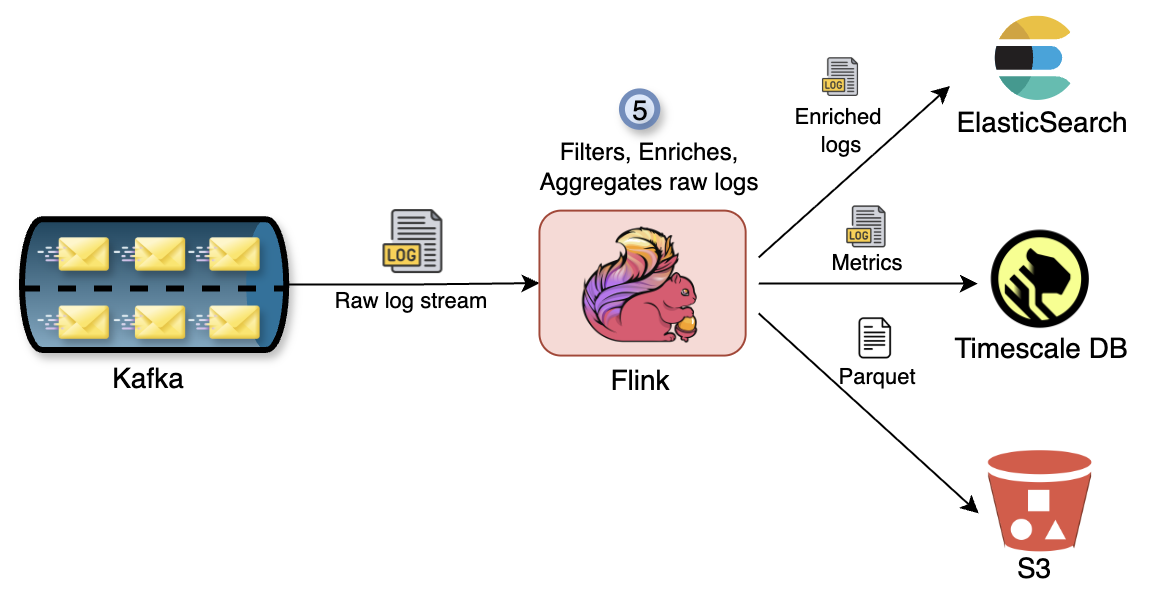 5
Filters, Enriches,
Aggregates raw logs
LOG
Enriched
logs
ElasticSearch
LOG
Raw log stream
Kafka
Flink
LOG
Metrics
Timescale DB
Parquet
S3